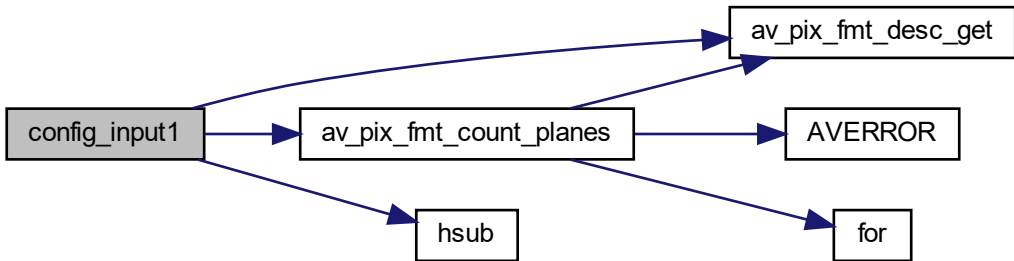 av_pix_fmt_desc_get
config_input1
av_pix_fmt_count_planes
AVERROR
hsub
for